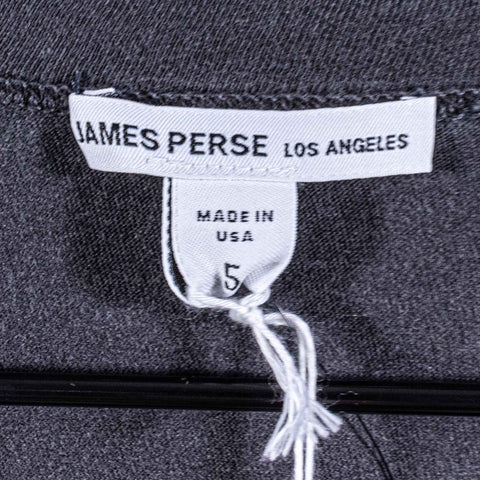 JAMES PERSE LOS ANGELES
MADE IN
USA
5